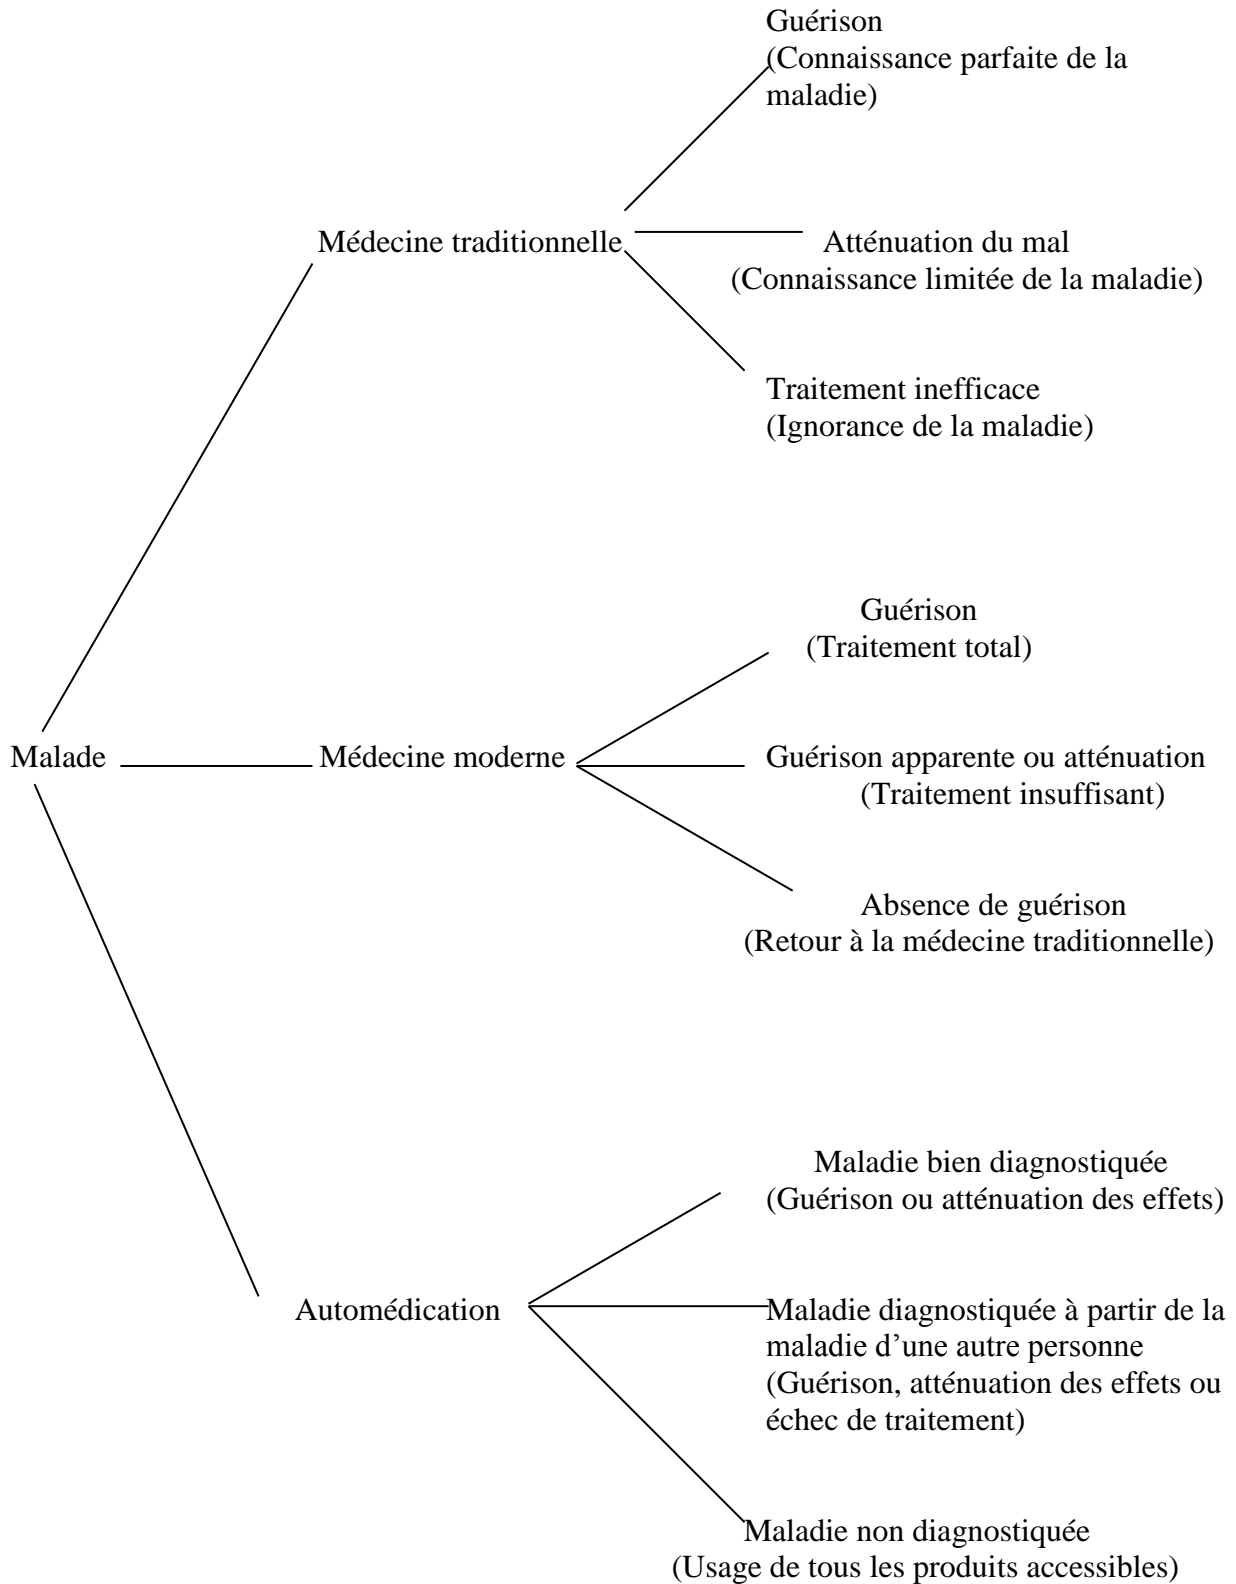 Guérison
(Connaissance parfaite de la
maladie)
Médecine traditionnelle
Atténuation du mal
(Connaissance limitée de la maladie)
Traitement inefficace
(Ignorance de la maladie)
Guérison
(Traitement total)
Malade
Médecine moderne
Guérison apparente ou atténuation
(Traitement insuffisant)
Absence de guérison
(Retour à la médecine traditionnelle)
Maladie bien diagnostiquée
(Guérison ou atténuation des effets)
Automédication
Maladie diagnostiquée à partir de la
maladie d’une autre personne
(Guérison, atténuation des effets ou
échec de traitement)
Maladie non diagnostiquée
(Usage de tous les produits accessibles)